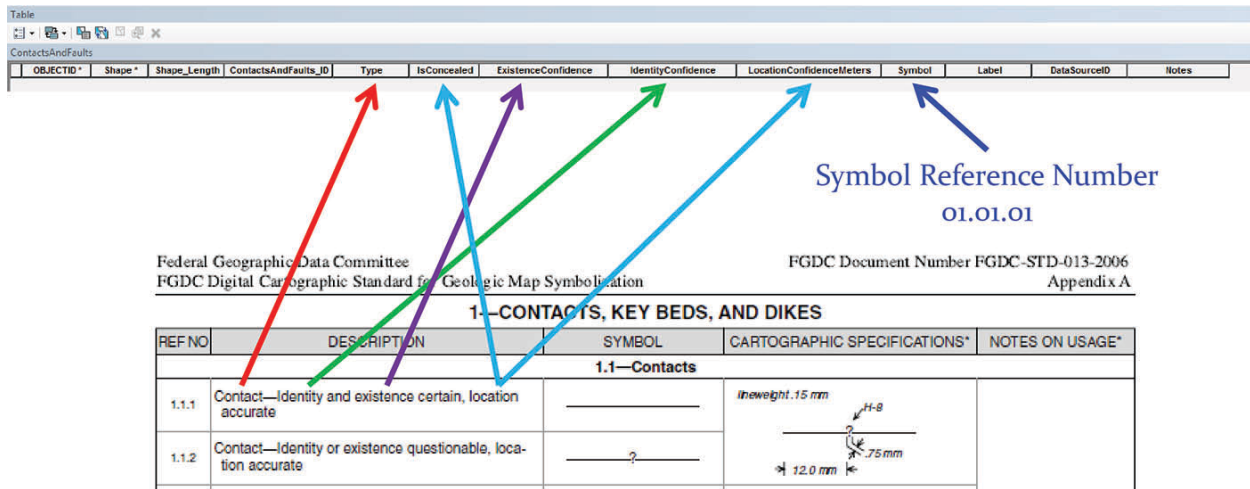 Table
ContactsAndFaults
OBJECTID * Shape * Shape_Length ContactsAndFaults_ID Type IsConcealed ExistenceConfidence IdentityConfidence LocationConfidenceMeters Symbol Label DataSourceID Notes
Symbol Reference Number
01.01.01
Federal Geographic Data Committee FGDC Document Number FGDC-STD-013-2006
FGDC Digital Cartographic Standard for Geologic Map Symbolization Appendix A
1—CONTACTS, KEY BEDS, AND DIKES
REF NO DESCRIPTION SYMBOL CARTOGRAPHIC SPECIFICATIONS* NOTES ON USAGE*
1.1—Contacts
1.1.1 Contact—Identity and existence certain, location
accurate
lineweight .15 mm
H-8
?
.75 mm
12.0 mm
1.1.2 Contact—Identity or existence questionable, loca-
tion accurate
?